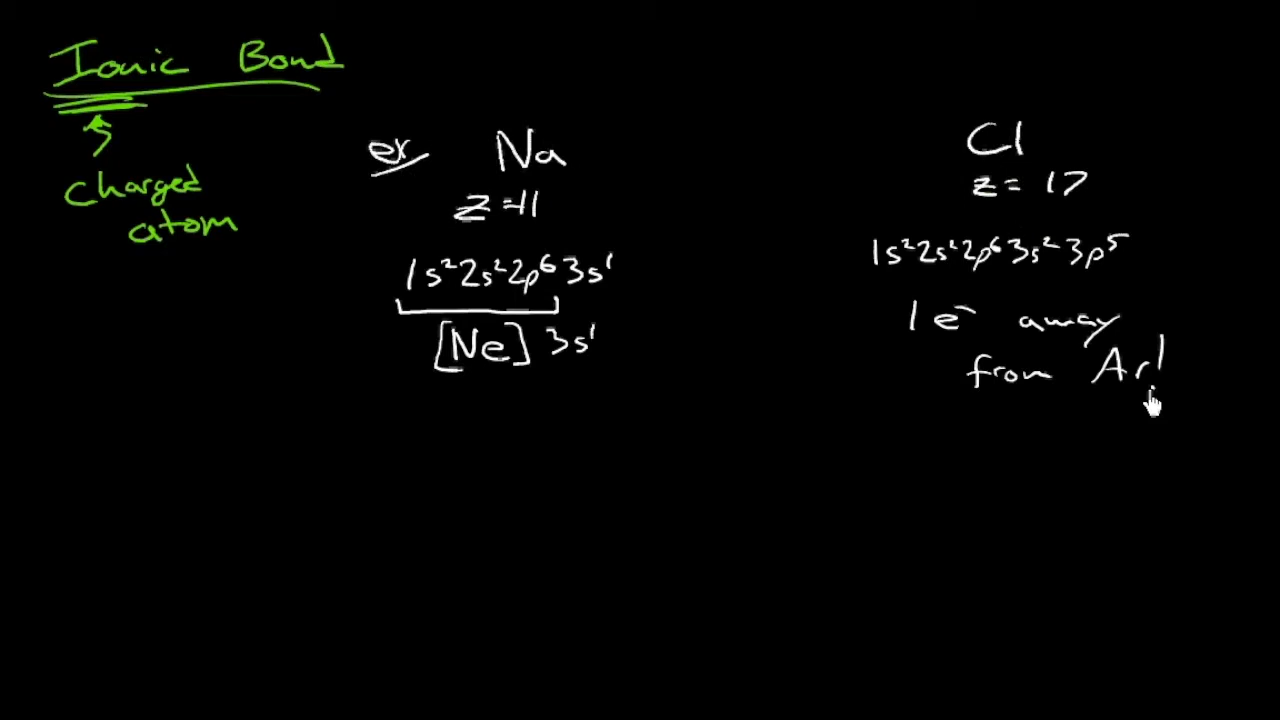 Ionic Bond
charged
atom
ex Na
z=11
1s²2s²2p⁶3s¹
[Ne] 3s¹
Cl
z=17
1s²2s²2p⁶3s²3p⁵
1e⁻ away
from Ar!